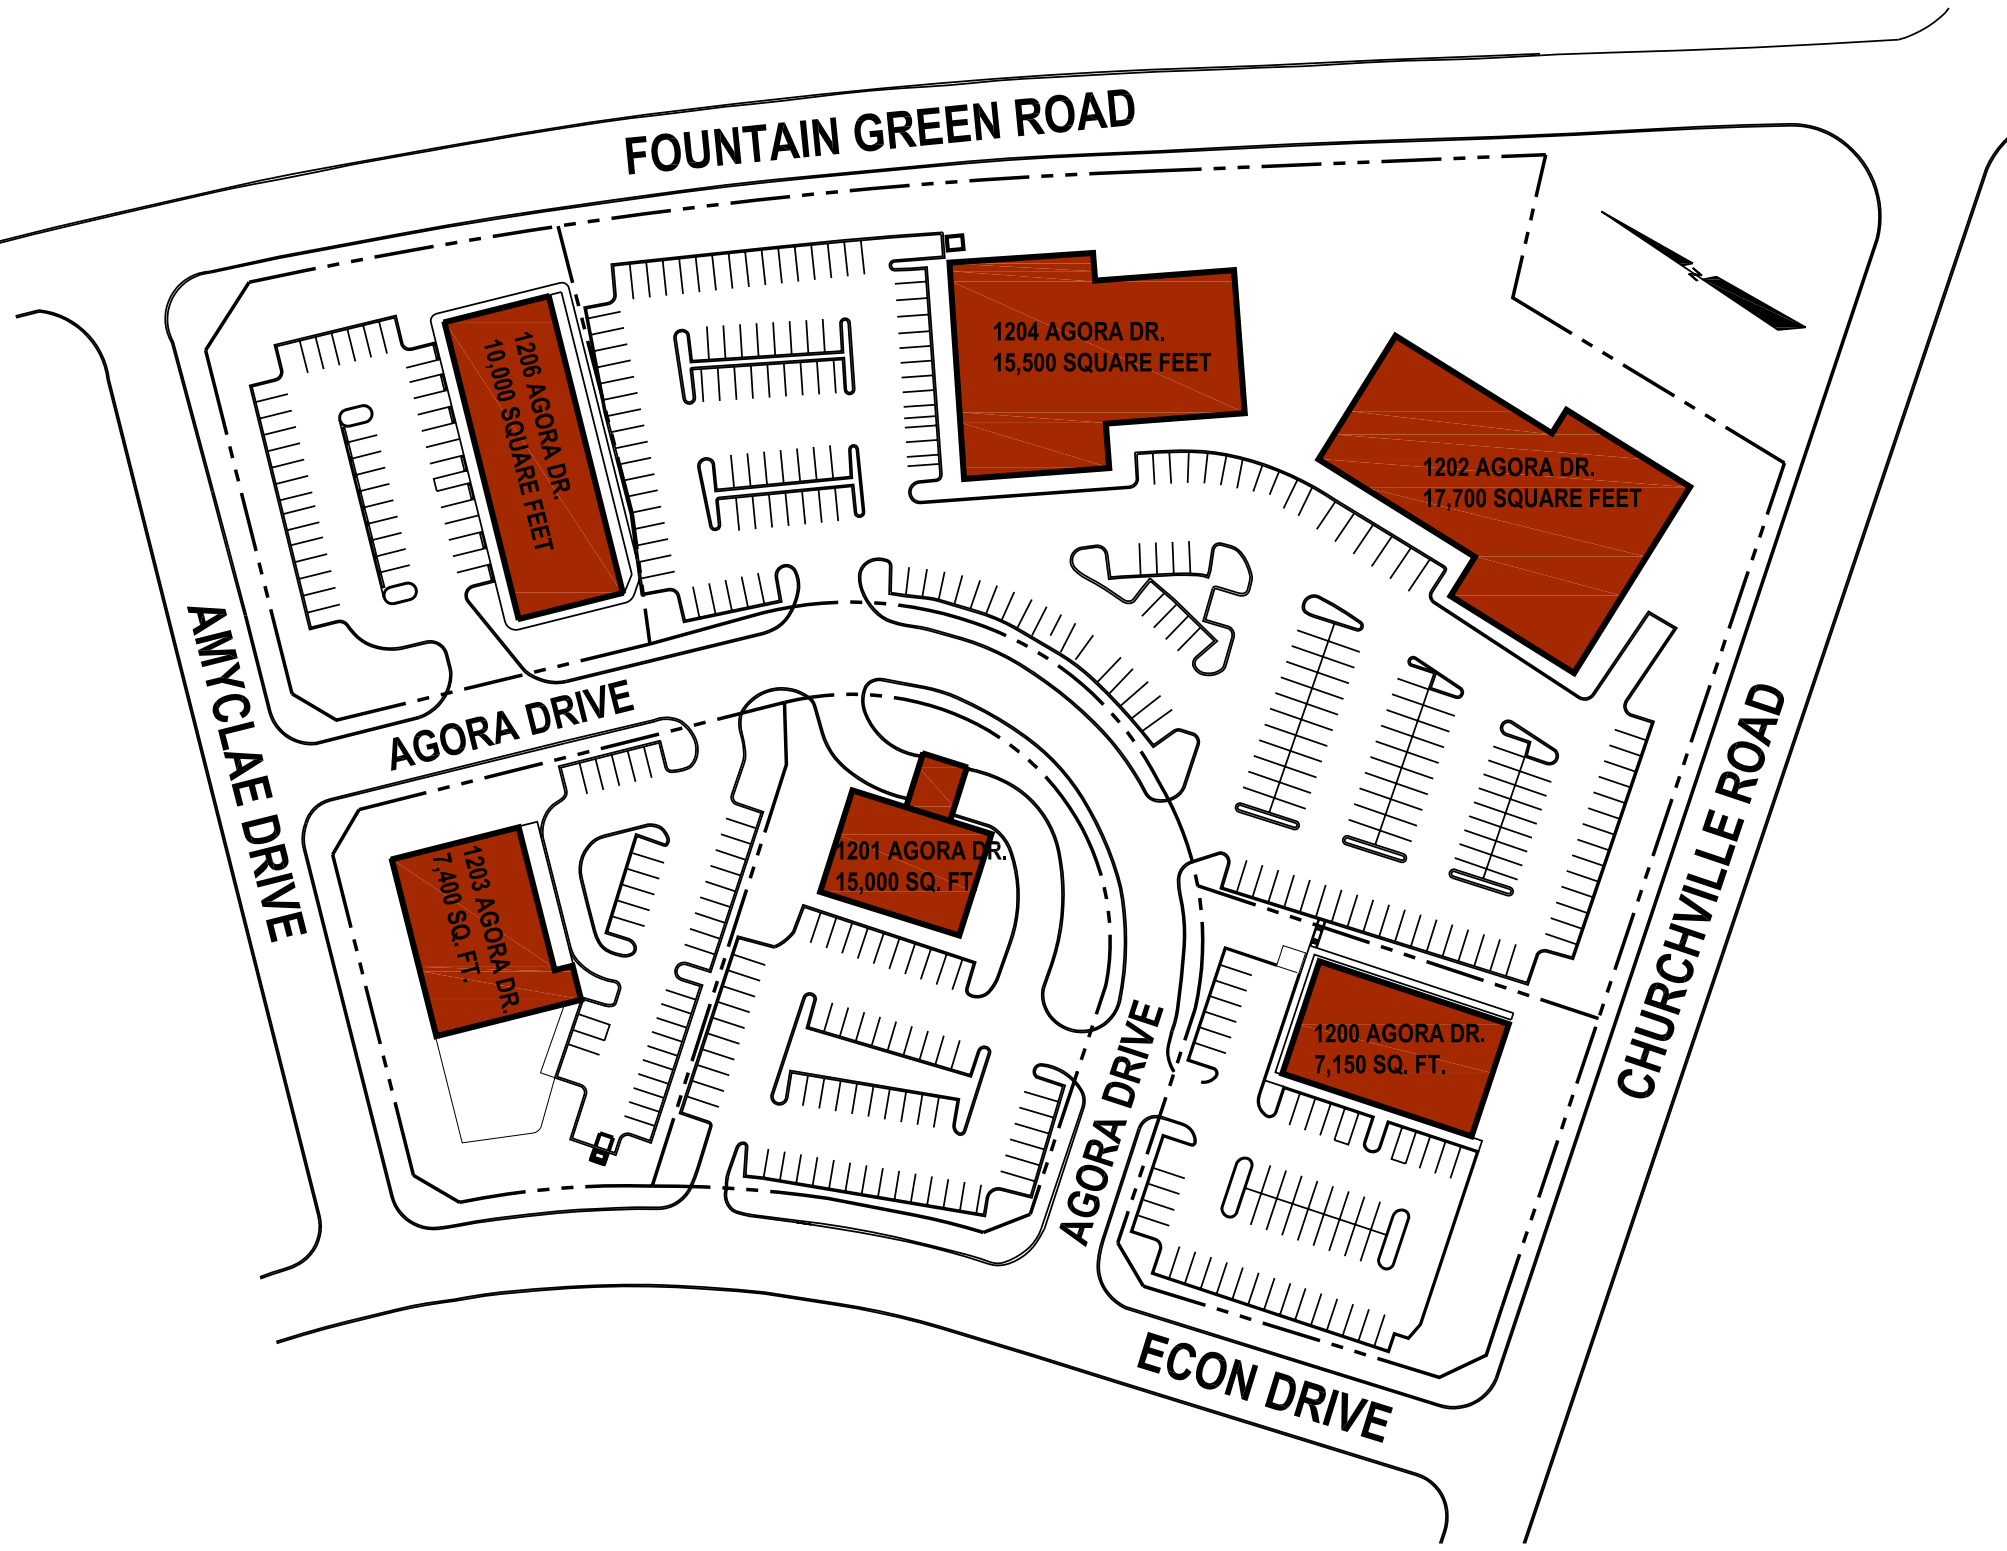 FOUNTAIN GREEN ROAD
1206 AGORA DR.
10,000 SQUARE FEET
1204 AGORA DR.
15,500 SQUARE FEET
1202 AGORA DR.
17,700 SQUARE FEET
AMYCLAE DRIVE
AGORA DRIVE
CHURCHVILLE ROAD
1203 AGORA DR.
7,400 SQ. FT.
1201 AGORA DR.
15,000 SQ. FT
1200 AGORA DR.
7,150 SQ. FT.
AGORA DRIVE
ECON DRIVE